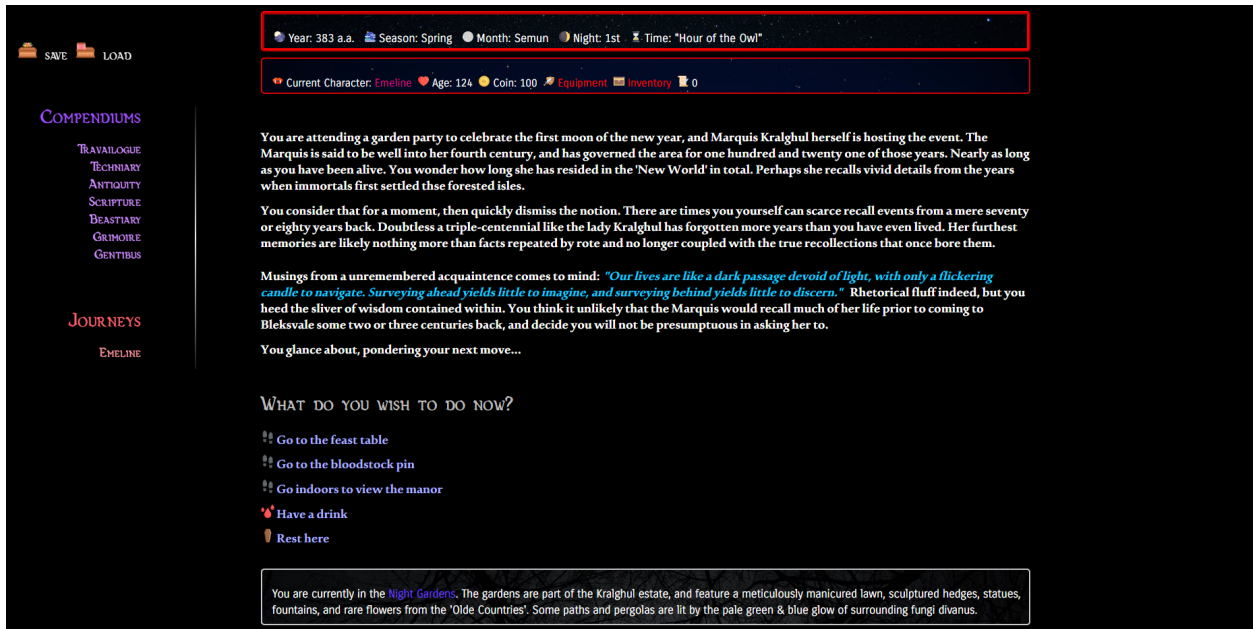 Year: 383 a.a. Season: Spring Month: Semun Night: 1st Time: "Hour of the Owl"
SAVE LOAD
Current Character: Emeline Age: 124 Coin: 100 Equipment Inventory 0
Compendiums
Travailogue
Techniary
Antiquity
Scripture
Beastiary
Grimoire
Gentibus
Journeys
Emeline
You are attending a garden party to celebrate the first moon of the new year, and Marquis Kralghul herself is hosting the event. The
Marquis is said to be well into her fourth century, and has governed the area for one hundred and twenty one of those years. Nearly as long
as you have been alive. You wonder how long she has resided in the 'New World' in total. Perhaps she recalls vivid details from the years
when immortals first settled thse forested isles.
You consider that for a moment, then quickly dismiss the notion. There are times you yourself can scarce recall events from a mere seventy
or eighty years back. Doubtless a triple-centennial like the lady Kralghul has forgotten more years than you have even lived. Her furthest
memories are likely nothing more than facts repeated by rote and no longer coupled with the true recollections that once bore them.
Musings from a unremembered acquaintence comes to mind: "Our lives are like a dark passage devoid of light, with only a flickering
candle to navigate. Surveying ahead yields little to imagine, and surveying behind yields little to discern." Rhetorical fluff indeed, but you
heed the sliver of wisdom contained within. You think it unlikely that the Marquis would recall much of her life prior to coming to
Bleksvale some two or three centuries back, and decide you will not be presumptuous in asking her to.
You glance about, pondering your next move...
What do you wish to do now?
Go to the feast table
Go to the bloodstock pin
Go indoors to view the manor
Have a drink
Rest here
You are currently in the Night Gardens. The gardens are part of the Kralghul estate, and feature a meticulously manicured lawn, sculptured hedges, statues,
fountains, and rare flowers from the 'Olde Countries'. Some paths and pergolas are lit by the pale green & blue glow of surrounding fungi divanus.